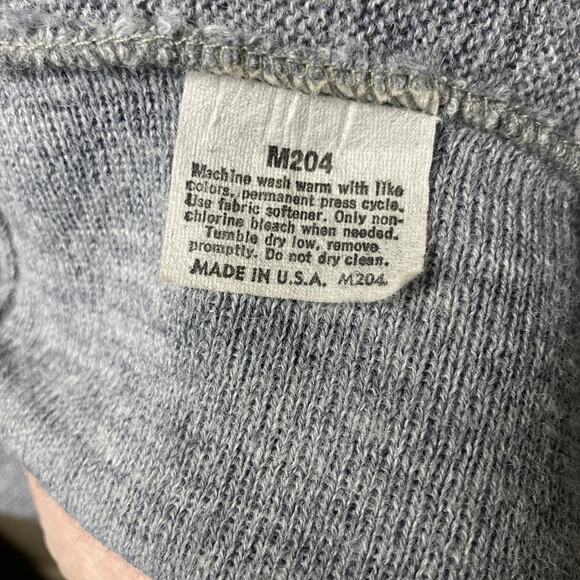 M204
Machine wash warm with like
colors, permanent press cycle.
Use fabric softener. Only non-
chlorine bleach when needed.
Tumble dry low, remove
promptly. Do not dry clean.
MADE IN U.S.A. M204